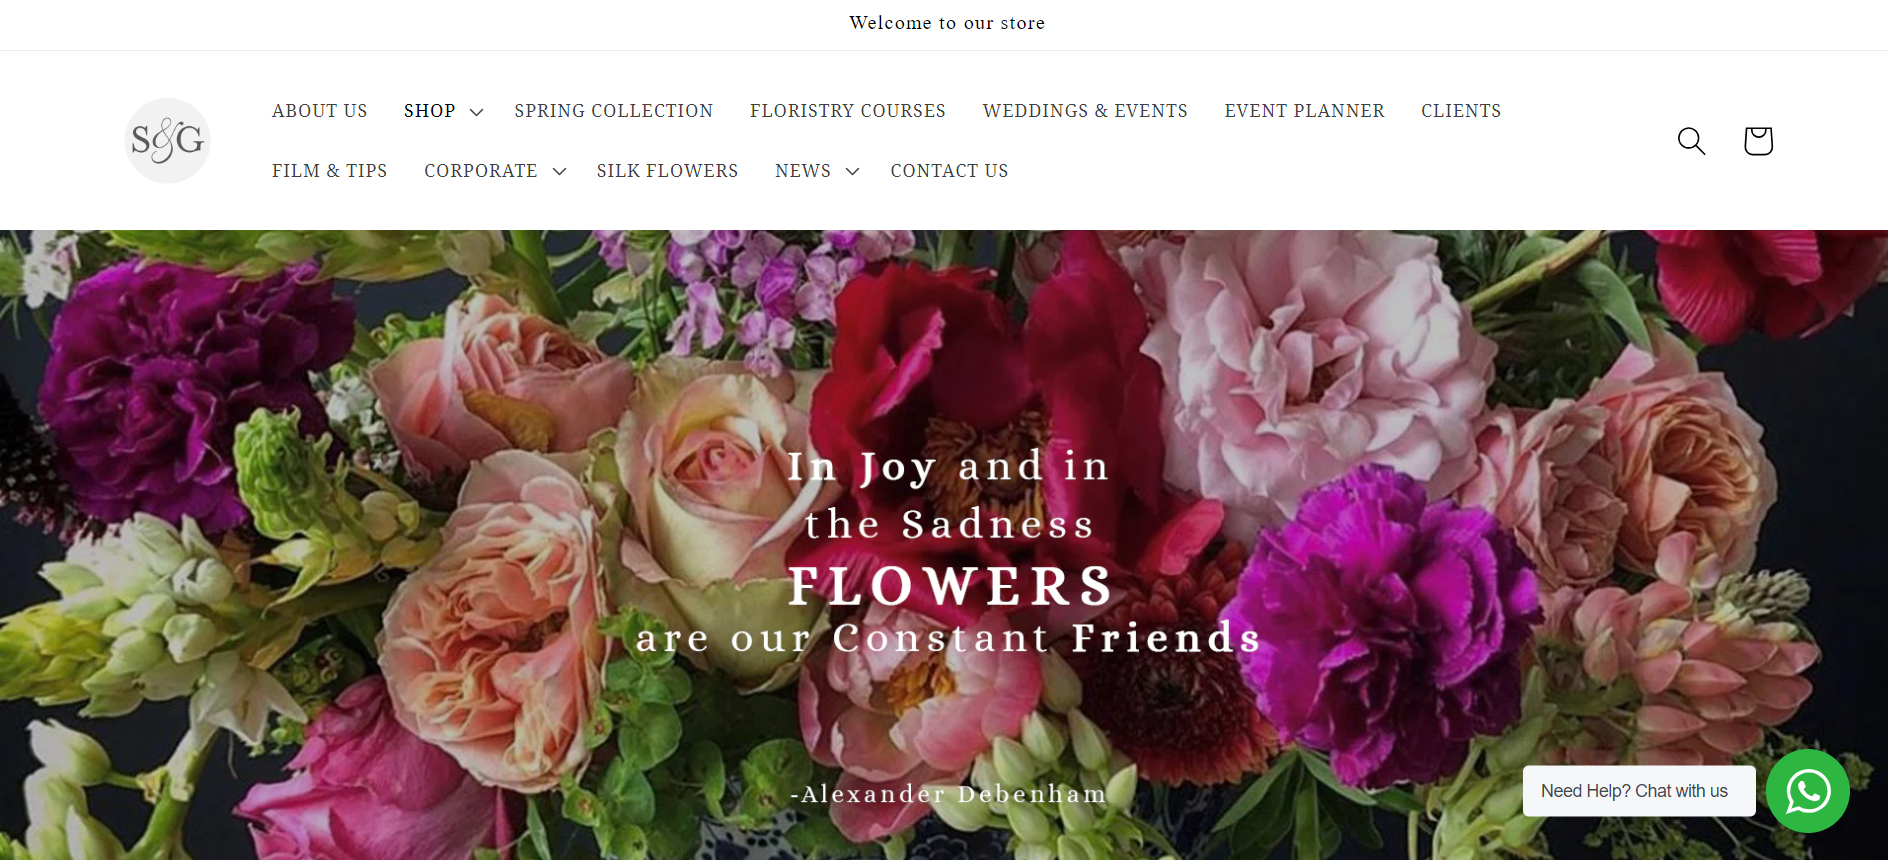 Welcome to our store
S&G
ABOUT US SHOP SPRING COLLECTION FLORISTRY COURSES WEDDINGS & EVENTS EVENT PLANNER CLIENTS
FILM & TIPS CORPORATE SILK FLOWERS NEWS CONTACT US
In Joy and in
the Sadness
FLOWERS
are our Constant Friends
-Alexander Debenham
Need Help? Chat with us